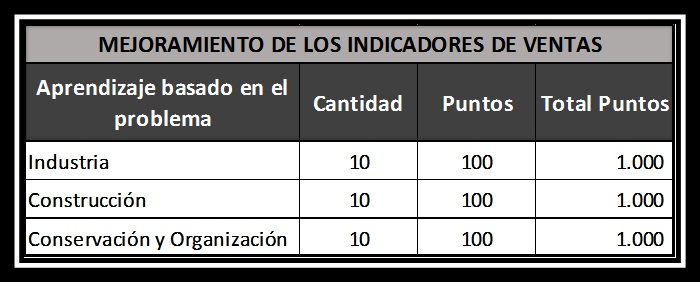 MEJORAMIENTO DE LOS INDICADORES DE VENTAS
Aprendizaje basado en el problema Cantidad Puntos Total Puntos
Industria 10 100 1.000
Construcción 10 100 1.000
Conservación y Organización 10 100 1.000